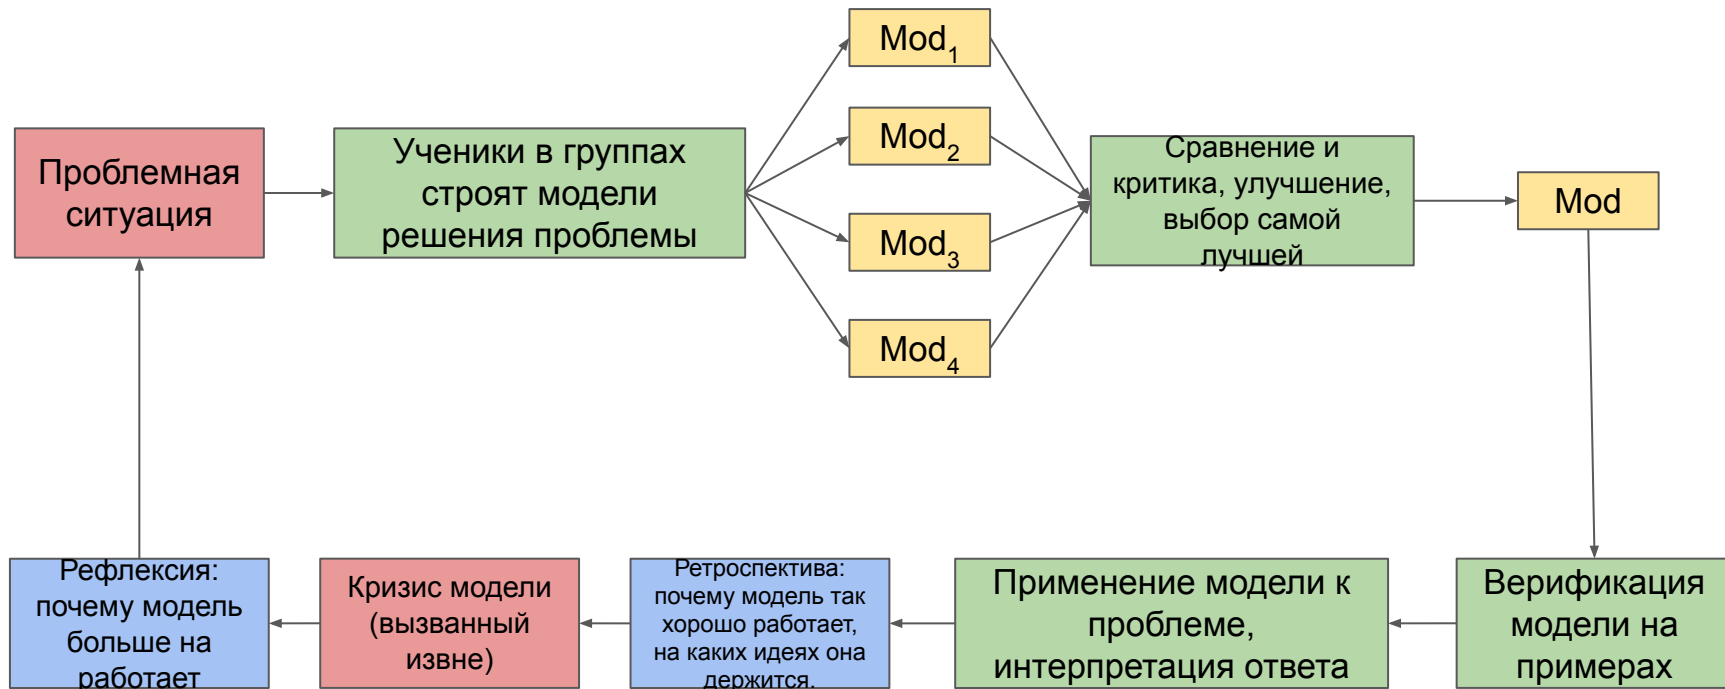 Проблемная
ситуация
Ученики в группах
строят модели
решения проблемы
Mod1
Mod2
Mod3
Mod4
Сравнение и
критика, улучшение,
выбор самой
лучшей
Mod
Верификация
модели на
примерах
Применение модели к
проблеме,
интерпретация ответа
Ретроспектива:
почему модель так
хорошо работает,
на каких идеях она
держится.
Кризис модели
(вызванный
извне)
Рефлексия:
почему модель
больше на
работает